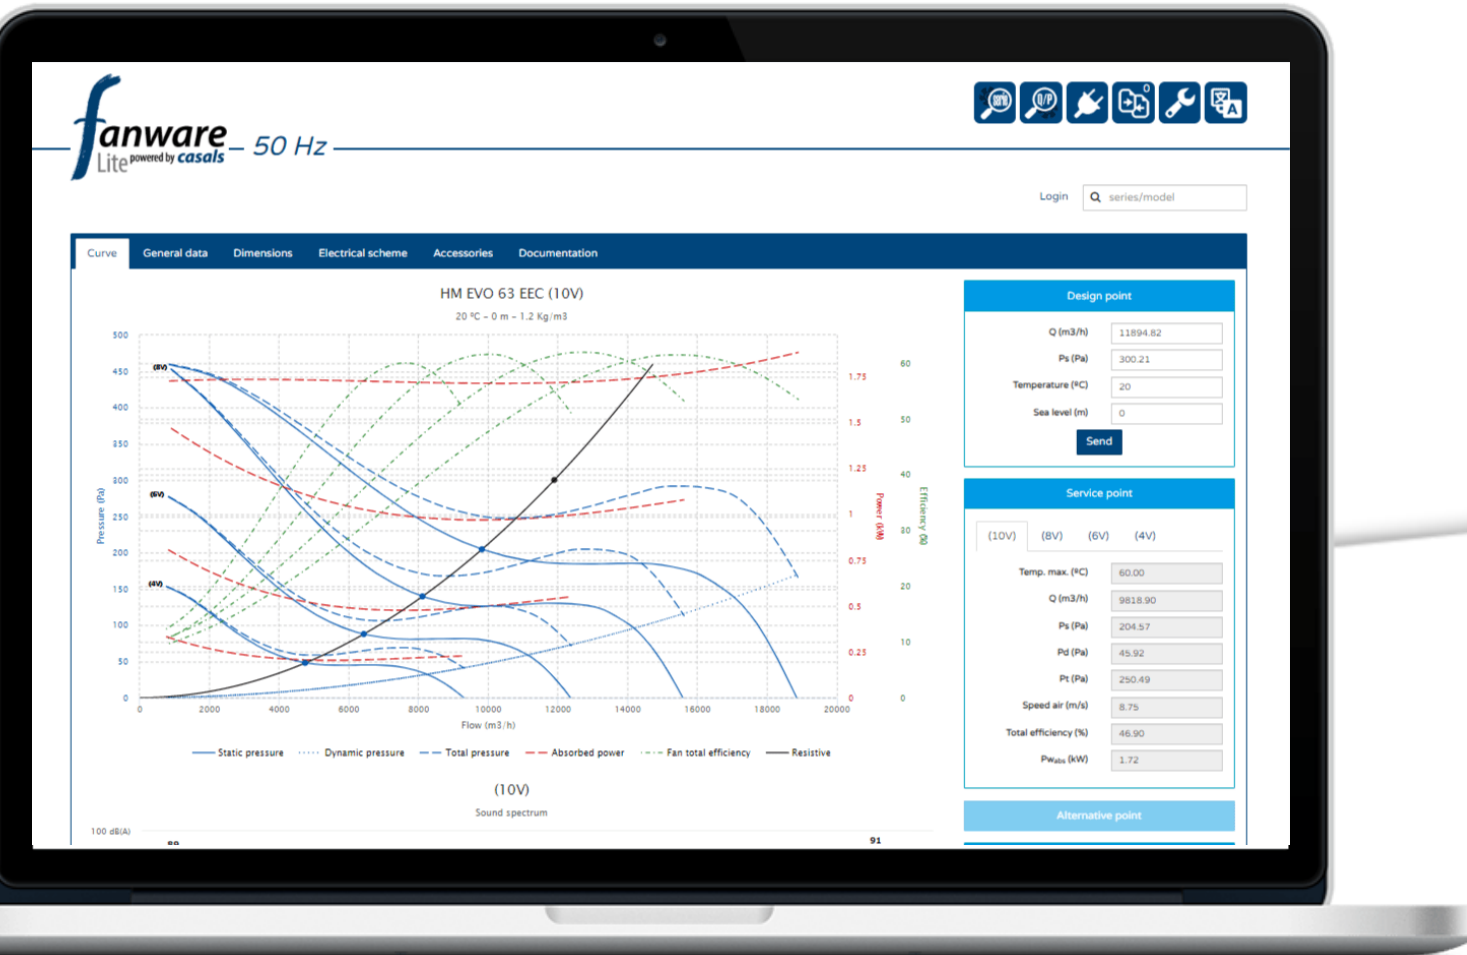 fanware
Lite powered by casals
50 Hz
Q/P
0
A
Login
series/model
Curve
General data
Dimensions
Electrical scheme
Accessories
Documentation
HM EVO 63 EEC (10V)
20 ºC – 0 m – 1.2 Kg/m3
Pressure (Pa)
500
450
400
350
300
250
200
150
100
50
0
(8V)
(6V)
(4V)
0
2000
4000
6000
8000
10000
12000
14000
16000
18000
20000
Flow (m3/h)
1.75
1.5
1.25
1
0.75
0.5
0.25
0
Power (kW)
60
50
40
30
20
10
0
Efficiency (%)
Static pressure
Dynamic pressure
Total pressure
Absorbed power
Fan total efficiency
Resistive
(10V)
Sound spectrum
100 dB(A)
89
91
Design point
Q (m3/h) 11894.82
Ps (Pa) 300.21
Temperature (ºC) 20
Sea level (m) 0
Send
Service point
(10V) (8V) (6V) (4V)
Temp. max. (ºC) 60.00
Q (m3/h) 9818.90
Ps (Pa) 204.57
Pd (Pa) 45.92
Pt (Pa) 250.49
Speed air (m/s) 8.75
Total efficiency (%) 46.90
Pwabs (kW) 1.72
Alternative point